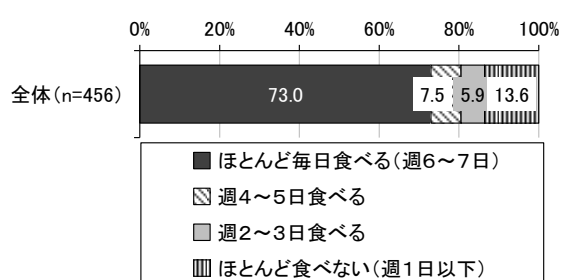 0% 20% 40% 60% 80% 100%
全体(n=456) 73.0 7.5 5.9 13.6
ほとんど毎日食べる(週6~7日)
週4~5日食べる
週2~3日食べる
ほとんど食べない(週1日以下)